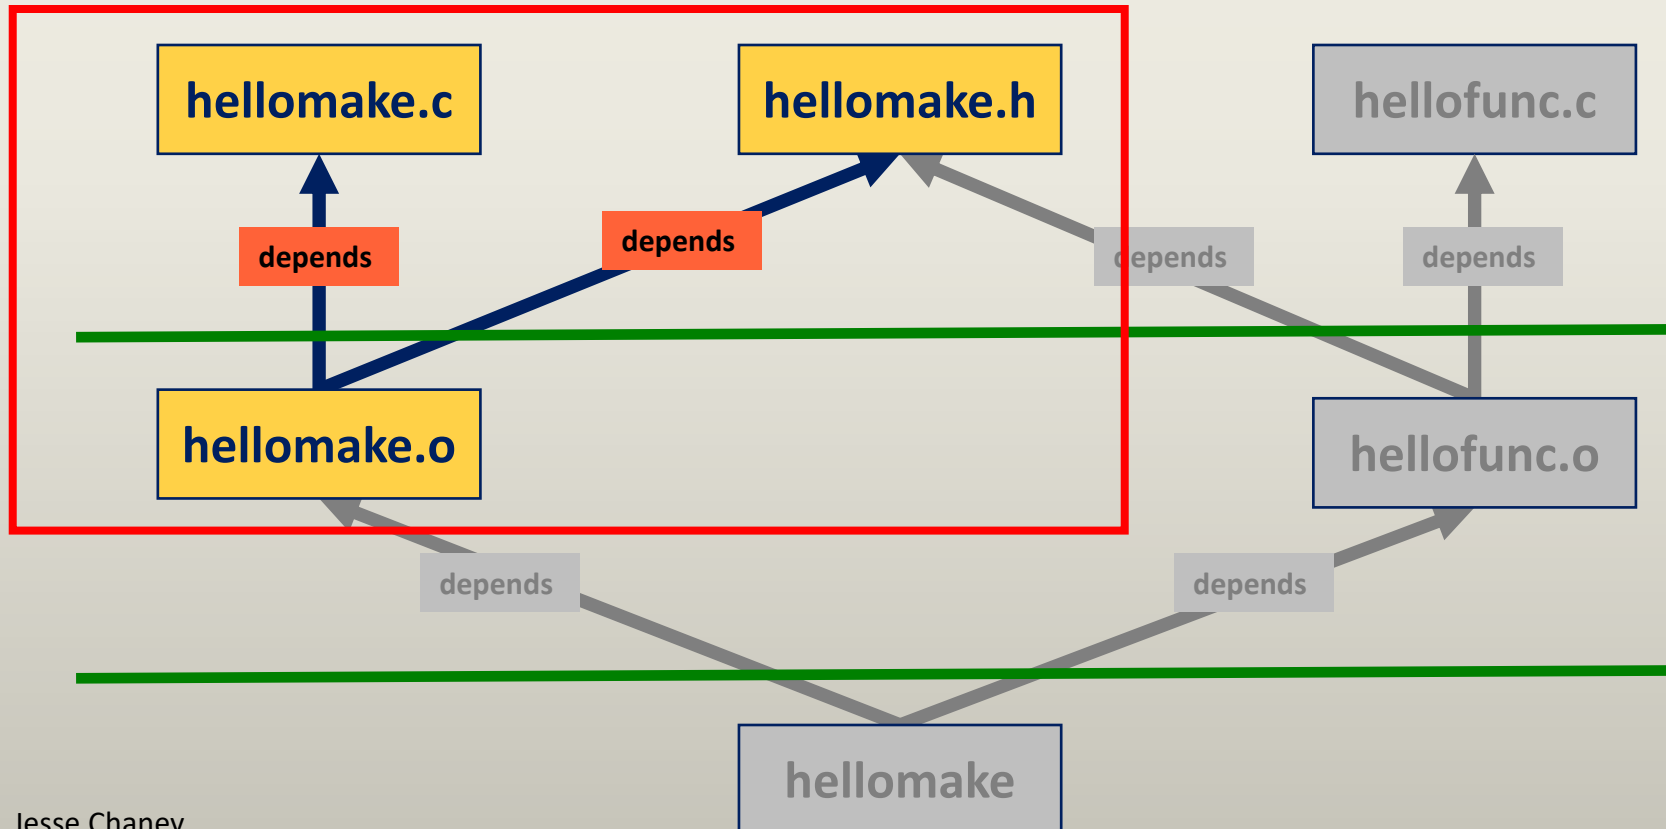 hellomake.c
hellomake.h
hellofunc.c
depends
depends
depends
depends
hellomake.o
hellofunc.o
depends
depends
hellomake
Jesse Chaney